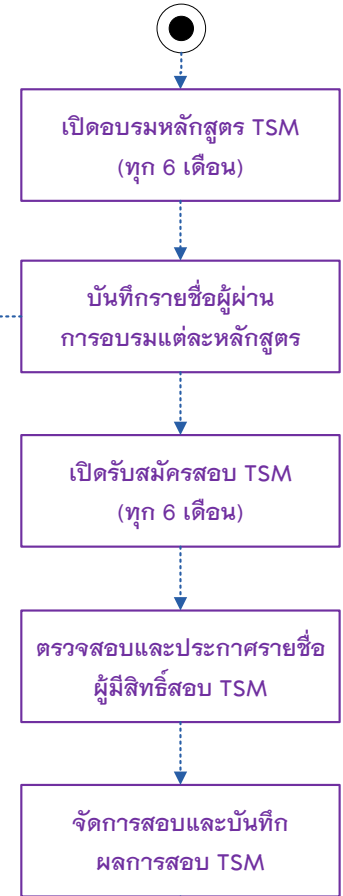 เปิดอบรมหลักสูตร TSM
(ทุก 6 เดือน)
บันทึกรายชื่อผู้ผ่าน
การอบรมแต่ละหลักสูตร
เปิดรับสมัครสอบ TSM
(ทุก 6 เดือน)
ตรวจสอบและประกาศรายชื่อ
ผู้มีสิทธิ์สอบ TSM
จัดการสอบและบันทึก
ผลการสอบ TSM